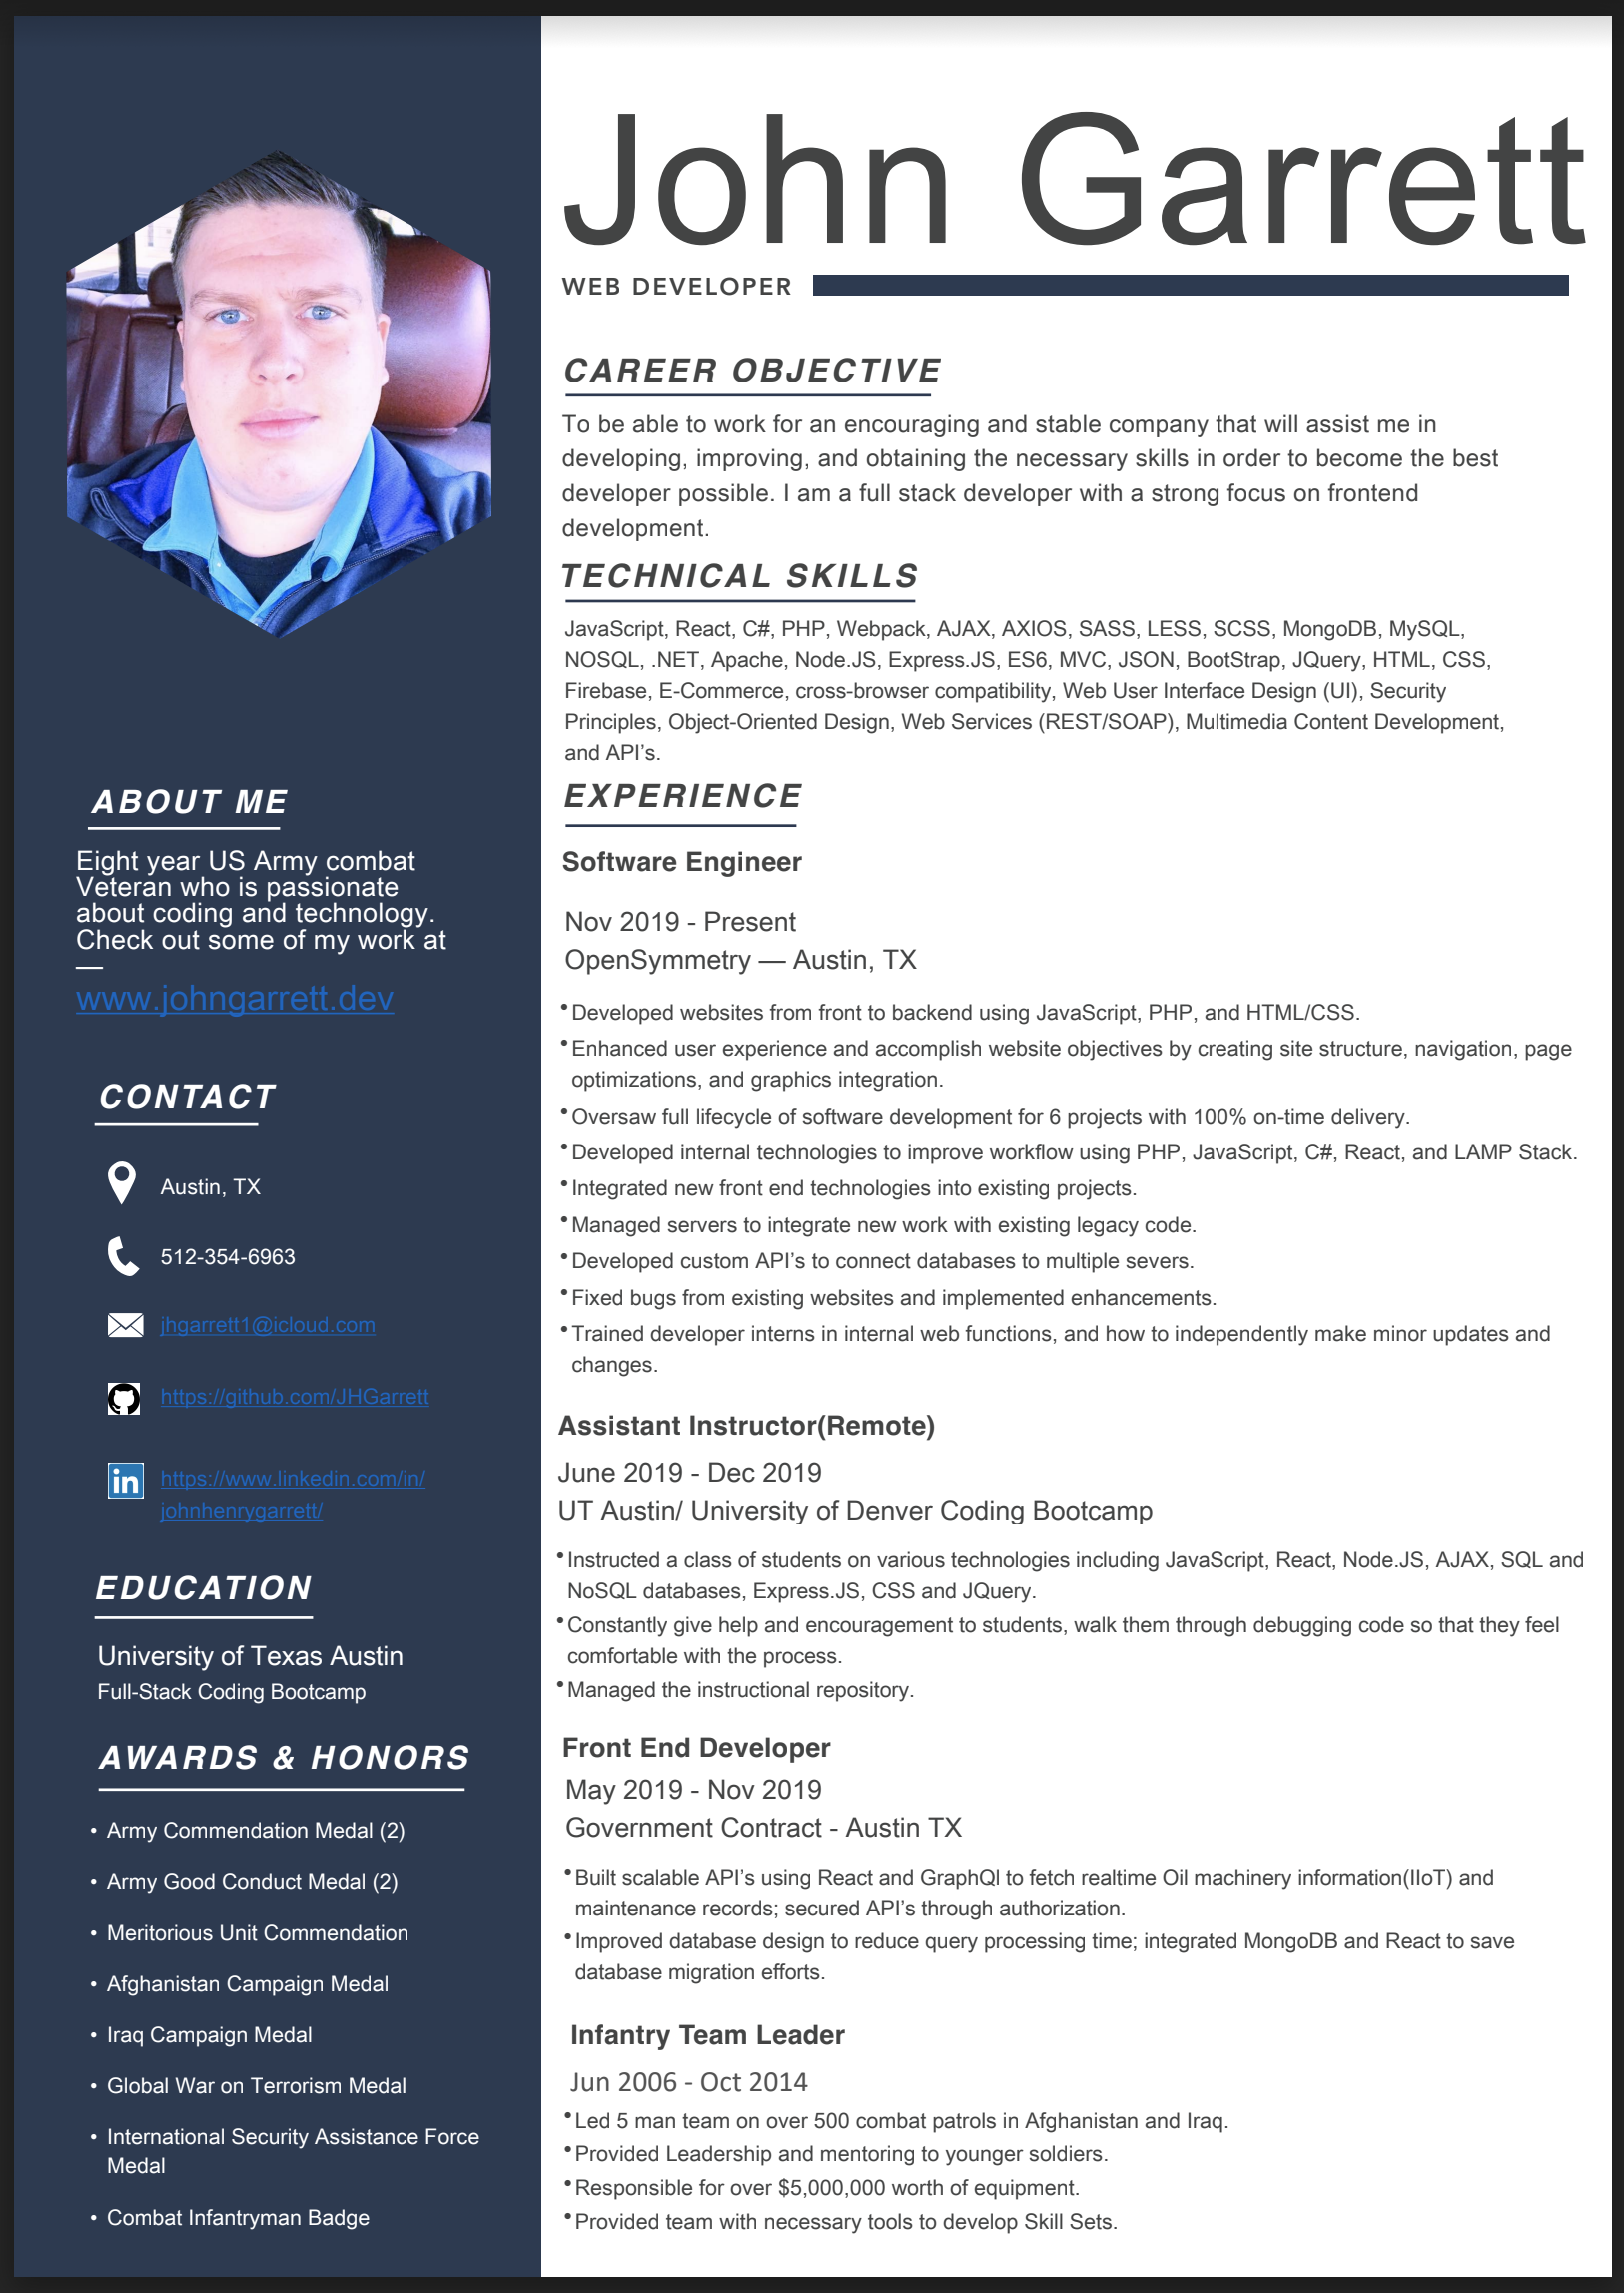 John Garrett
WEB DEVELOPER
CAREER OBJECTIVE
To be able to work for an encouraging and stable company that will assist me in
developing, improving, and obtaining the necessary skills in order to become the best
developer possible. I am a full stack developer with a strong focus on frontend
development.
TECHNICAL SKILLS
JavaScript, React, C#, PHP, Webpack, AJAX, AXIOS, SASS, LESS, SCSS, MongoDB, MySQL,
NOSQL, .NET, Apache, Node.JS, Express.JS, ES6, MVC, JSON, BootStrap, JQuery, HTML, CSS,
Firebase, E-Commerce, cross-browser compatibility, Web User Interface Design (UI), Security
Principles, Object-Oriented Design, Web Services (REST/SOAP), Multimedia Content Development,
and API’s.
EXPERIENCE
Software Engineer
Nov 2019 - Present
OpenSymmetry — Austin, TX
•Developed websites from front to backend using JavaScript, PHP, and HTML/CSS.
•Enhanced user experience and accomplish website objectives by creating site structure, navigation, page
optimizations, and graphics integration.
•Oversaw full lifecycle of software development for 6 projects with 100% on-time delivery.
•Developed internal technologies to improve workflow using PHP, JavaScript, C#, React, and LAMP Stack.
•Integrated new front end technologies into existing projects.
•Managed servers to integrate new work with existing legacy code.
•Developed custom API’s to connect databases to multiple severs.
•Fixed bugs from existing websites and implemented enhancements.
•Trained developer interns in internal web functions, and how to independently make minor updates and
changes.
Assistant Instructor(Remote)
June 2019 - Dec 2019
UT Austin/ University of Denver Coding Bootcamp
•Instructed a class of students on various technologies including JavaScript, React, Node.JS, AJAX, SQL and
NoSQL databases, Express.JS, CSS and JQuery.
•Constantly give help and encouragement to students, walk them through debugging code so that they feel
comfortable with the process.
•Managed the instructional repository.
Front End Developer
May 2019 - Nov 2019
Government Contract - Austin TX
•Built scalable API’s using React and GraphQl to fetch realtime Oil machinery information(IIoT) and
maintenance records; secured API’s through authorization.
•Improved database design to reduce query processing time; integrated MongoDB and React to save
database migration efforts.
Infantry Team Leader
Jun 2006 - Oct 2014
•Led 5 man team on over 500 combat patrols in Afghanistan and Iraq.
•Provided Leadership and mentoring to younger soldiers.
•Responsible for over $5,000,000 worth of equipment.
•Provided team with necessary tools to develop Skill Sets.
ABOUT ME
Eight year US Army combat
Veteran who is passionate
about coding and technology.
Check out some of my work at
—
www.johngarrett.dev
CONTACT
Austin, TX
512-354-6963
jhgarrett1@icloud.com
https://github.com/JHGarrett
in
https://www.linkedin.com/in/
johnhenrygarrett/
EDUCATION
University of Texas Austin
Full-Stack Coding Bootcamp
AWARDS & HONORS
• Army Commendation Medal (2)
• Army Good Conduct Medal (2)
• Meritorious Unit Commendation
• Afghanistan Campaign Medal
• Iraq Campaign Medal
• Global War on Terrorism Medal
• International Security Assistance Force
Medal
• Combat Infantryman Badge